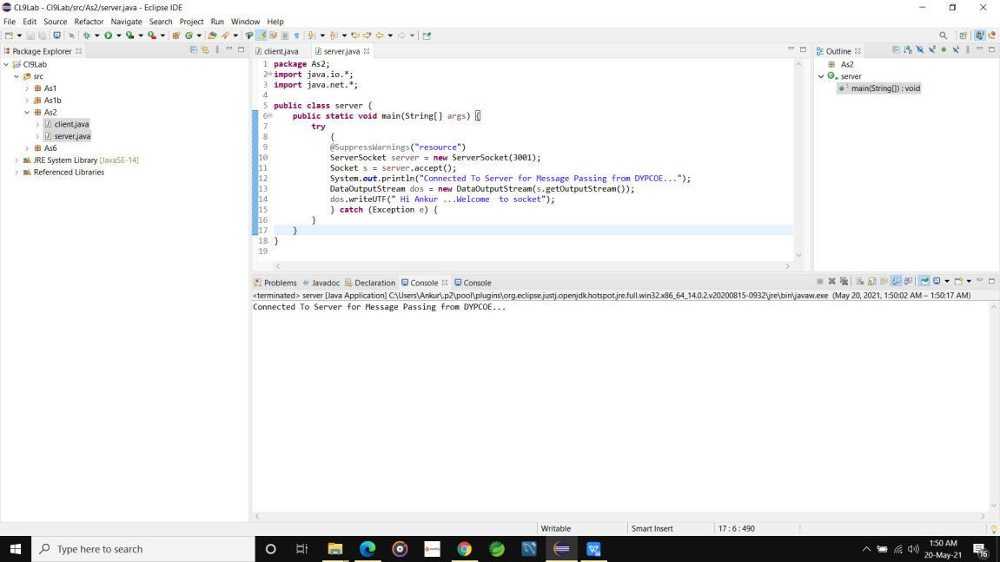 CL9Lab - Cl9Lab/src/As2/server.java - Eclipse IDE
File Edit Source Refactor Navigate Search Project Run Window Help
Package Explorer
Cl9Lab
src
As1
As1b
As2
client.java
server.java
As6
JRE System Library [JavaSE-14]
Referenced Libraries
client.java server.java
1 package As2;
2 import java.io.*;
3 import java.net.*;
4
5 public class server {
6 public static void main(String[] args) {
7 try
8 {
9 @SuppressWarnings("resource")
10 ServerSocket server = new ServerSocket(3001);
11 Socket s = server.accept();
12 System.out.println("Connected To Server for Message Passing from DYPCOE...");
13 DataOutputStream dos = new DataOutputStream(s.getOutputStream());
14 dos.writeUTF(" Hi Ankur ...Welcome  to socket");
15 } catch (Exception e) {
16 }
17 }
18 }
19
Outline
As2
server
main(String[]) : void
Problems Javadoc Declaration Console Console
<terminated> server [Java Application] C:\Users\Ankur\.p2\pool\plugins\org.eclipse.justj.openjdk.hotspot.jre.full.win32.x86_64_14.0.2.v20200815-0932\jre\bin\javaw.exe (May 20, 2021, 1:50:02 AM – 1:50:17 AM)
Connected To Server for Message Passing from DYPCOE...
Writable Smart Insert 17 : 6 : 490
Type here to search
1:50 AM
20-May-21
16